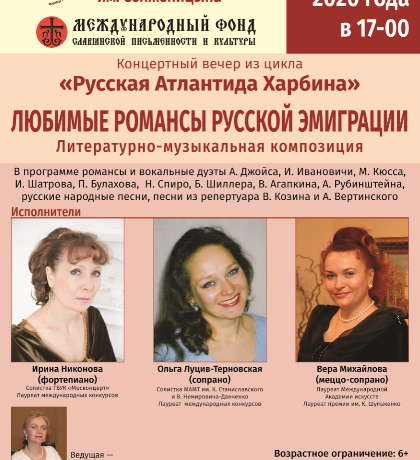 2020 года
в 17-00
МЕЖДУНАРОДНЫЙ ФОНД
СЛАВЯНСКОЙ ПИСЬМЕННОСТИ И КУЛЬТУРЫ
Концертный вечер из цикла
«Русская Атлантида Харбина»
ЛЮБИМЫЕ РОМАНСЫ РУССКОЙ ЭМИГРАЦИИ
Литературно-музыкальная композиция
В программе романсы и вокальные дуэты А. Джойса, И. Ивановичи, М. Кюсса,
И. Шатрова, П. Булахова, Н. Спиро, Б. Шиллера, В. Агапкина, А. Рубинштейна,
русские народные песни, песни из репертуара В. Козина и А. Вертинского
Исполнители
Ирина Никонова
(фортепиано)
Солистка ГБУК «Москонцерт»
Лауреат международных конкурсов
Ольга Луцив-Терновская
(сопрано)
Солистка МАМТ им. К. Станиславского
и В. Немировича-Данченко
Лауреат международных конкурсов
Вера Михайлова
(меццо-сопрано)
Лауреат Международной
Академии искусств
Лауреат премии им. К. Шульженко
Ведущая —
Возрастное ограничение: 6+